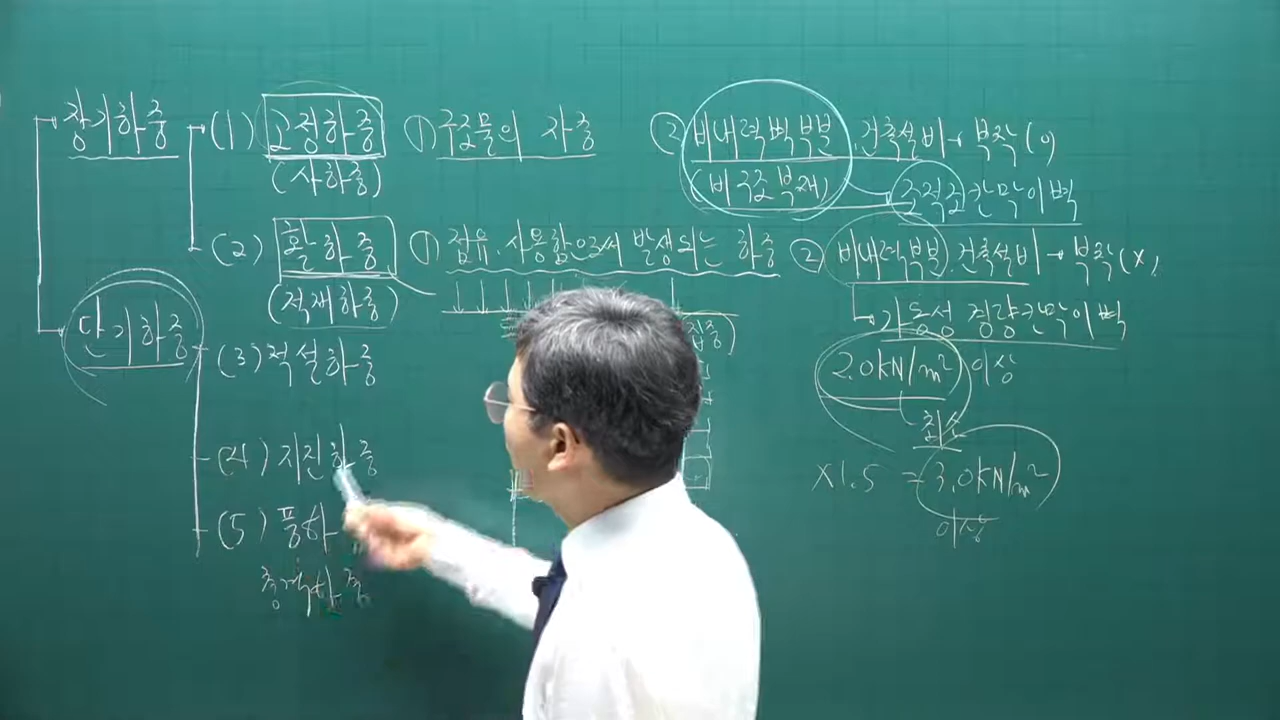 장기하중
(1) 고정하중
(사하중)
① 구조물의 자중
② 비내력벽 부분, 건축설비 → 부착(o)
(비구조부재)
조적조 칸막이벽
(2) 활하중
(적재하중)
① 점유·사용함으로서 발생되는 하중
② 비내력부분, 건축설비 → 부착(x)
가동성 경량칸막이벽
단기하중
(3) 적설하중
2.0kN/m² 이상
최소
(4) 지진하중
×1.5 = 3.0kN/m²
이상
(5) 풍하
충격하중